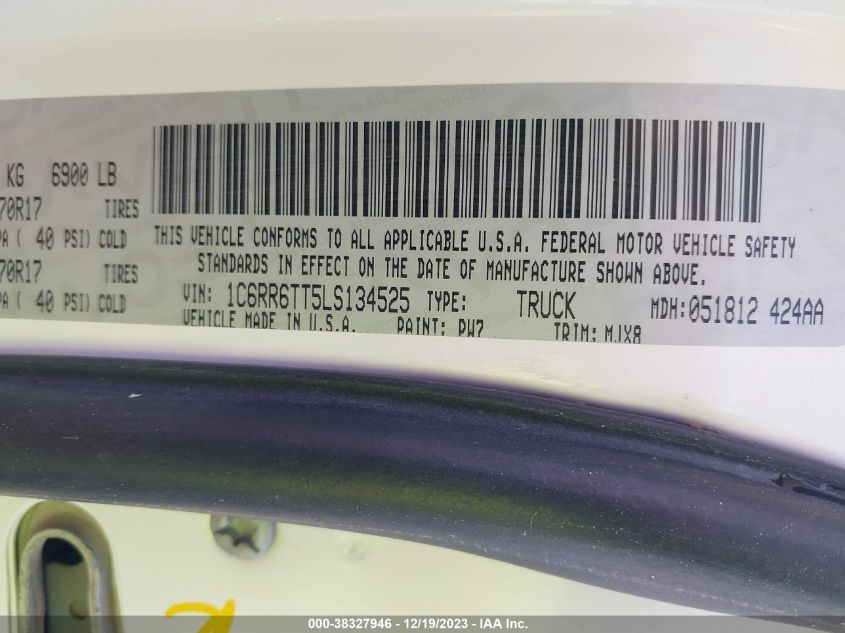 KG 6900 LB
70R17 TIRES
PA ( 40 PSI) COLD
70R17 TIRES
PA ( 40 PSI) COLD
THIS VEHICLE CONFORMS TO ALL APPLICABLE U.S.A. FEDERAL MOTOR VEHICLE SAFETY
STANDARDS IN EFFECT ON THE DATE OF MANUFACTURE SHOWN ABOVE.
VIN: 1C6RR6TT5LS134525 TYPE: TRUCK MDH:051812 424AA
VEHICLE MADE IN U.S.A. PAINT: PW7 TRIM: MJX8
000-38327946 - 12/19/2023 - IAA Inc.